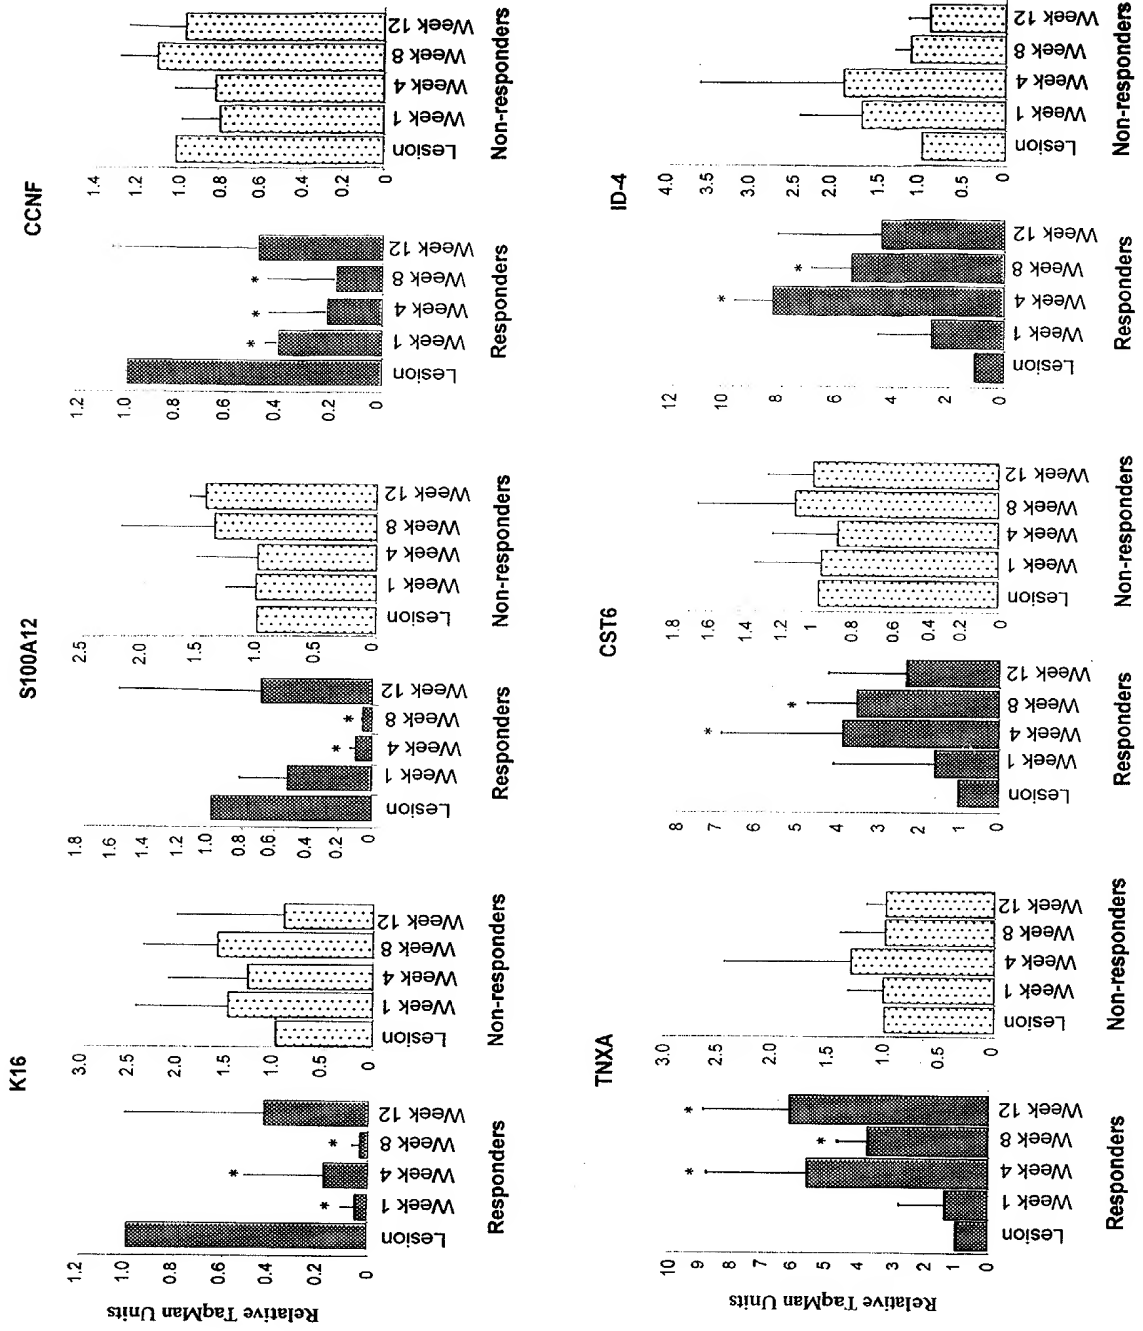 K16
Relative TaqMan Units
1.2
1.0
0.8
0.6
0.4
0.2
0
*
*
*
Lesion
Week 1
Week 4
Week 8
Week 12
Responders
3.0
2.5
2.0
1.5
1.0
0.5
0
Lesion
Week 1
Week 4
Week 8
Week 12
Non-responders
S100A12
1.8
1.6
1.4
1.2
1.0
0.8
0.6
0.4
0.2
0
*
*
Lesion
Week 1
Week 4
Week 8
Week 12
Responders
2.5
2.0
1.5
1.0
0.5
0
Lesion
Week 1
Week 4
Week 8
Week 12
Non-responders
CCNF
1.2
1.0
0.8
0.6
0.4
0.2
0
*
*
*
Lesion
Week 1
Week 4
Week 8
Week 12
Responders
1.4
1.2
1.0
0.8
0.6
0.4
0.2
Lesion
Week 1
Week 4
Week 8
Week 12
Non-responders
TNXA
Relative TaqMan Units
10
9
8
7
6
5
4
3
2
1
0
*
*
*
Lesion
Week 1
Week 4
Week 8
Week 12
Responders
3.0
2.5
2.0
1.5
1.0
0.5
0
Lesion
Week 1
Week 4
Week 8
Week 12
Non-responders
CST6
8
7
6
5
4
3
2
1
0
*
*
Lesion
Week 1
Week 4
Week 8
Week 12
Responders
1.8
1.6
1.4
1.2
1
0.8
0.6
0.4
0.2
0
Lesion
Week 1
Week 4
Week 8
Week 12
Non-responders
ID-4
12
10
8
6
4
2
0
*
*
Lesion
Week 1
Week 4
Week 8
Week 12
Responders
4.0
3.5
3.0
2.5
2.0
1.5
1.0
0.5
0
Lesion
Week 1
Week 4
Week 8
Week 12
Non-responders